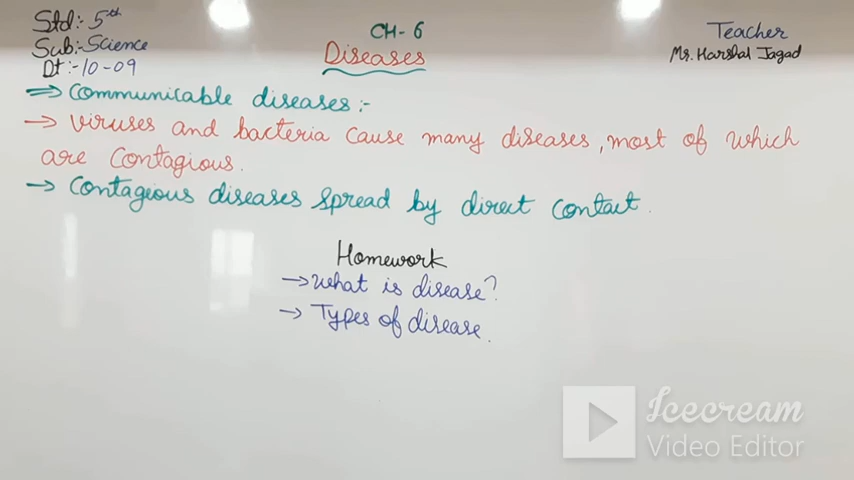 Std:- 5th
CH- 6
Teacher
Sub:- Science
Diseases
Mr. Harshal Jagad
Dt:- 10-09
⇒ Communicable diseases:-
→ Viruses and bacteria cause many diseases, most of which
are Contagious.
→ Contageous diseases spread by direct contact.
Homework
→ What is disease?
→ Types of disease.
Icecream
Video Editor